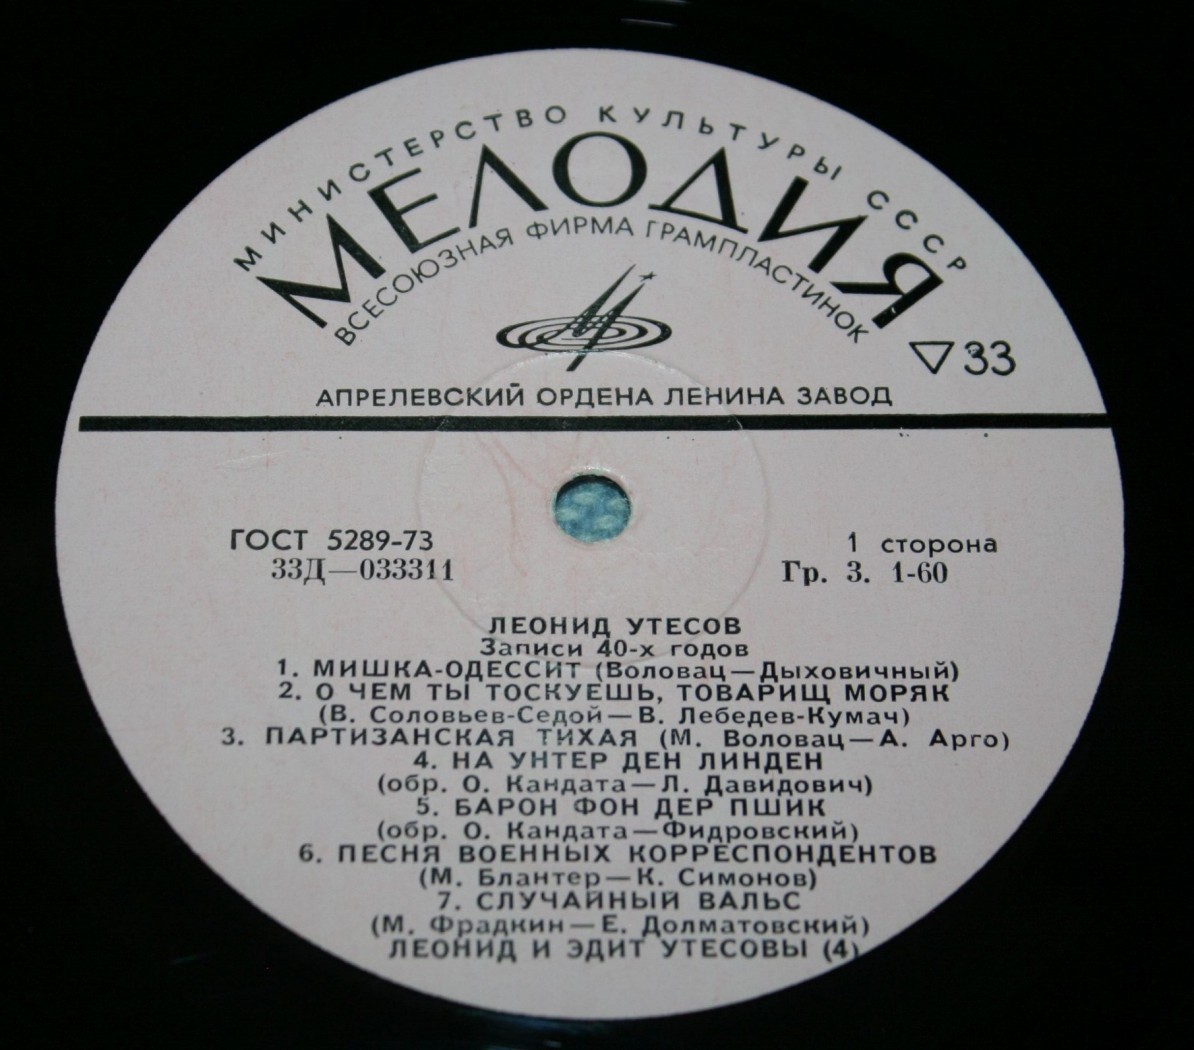 МИНИСТЕРСТВО КУЛЬТУРЫ СССР
МЕЛОДИЯ
ВСЕСОЮЗНАЯ ФИРМА ГРАМПЛАСТИНОК
33
АПРЕЛЕВСКИЙ ОРДЕНА ЛЕНИНА ЗАВОД
ГОСТ 5289-73
1 сторона
33Д—033311
Гр. 3. 1-60
ЛЕОНИД УТЕСОВ
Записи 40-х годов
1. МИШКА-ОДЕССИТ (Воловац—Дыховичный)
2. О ЧЕМ ТЫ ТОСКУЕШЬ, ТОВАРИЩ МОРЯК
(В. Соловьев-Седой—В. Лебедев-Кумач)
3. ПАРТИЗАНСКАЯ ТИХАЯ (М. Воловац—А. Арго)
4. НА УНТЕР ДЕН ЛИНДЕН
(обр. О. Кандата—Л. Давидович)
5. БАРОН ФОН ДЕР ПШИК
(обр. О. Кандата—Фидровский)
6. ПЕСНЯ ВОЕННЫХ КОРРЕСПОНДЕНТОВ
(М. Блантер—К. Симонов)
7. СЛУЧАЙНЫЙ ВАЛЬС
(М. Фрадкин—Е. Долматовский)
ЛЕОНИД И ЭДИТ УТЕСОВЫ (4)